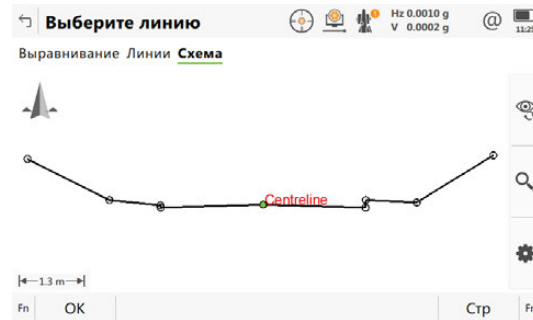 Выберите линию
Hz 0.0010 g
V 0.0002 g
@
11:25
Выравнивание Линии Схема
Centreline
1.3 m
Fn OK Стр Fn